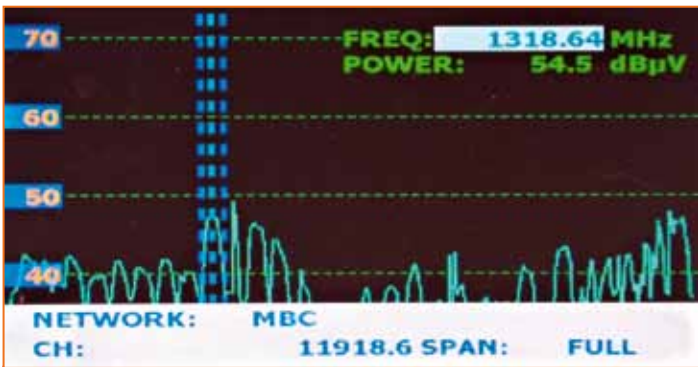 70 FREQ: 1318.64 MHz
POWER: 54.5 dBµV
60
50
40
NETWORK: MBC
CH: 11918.6 SPAN: FULL